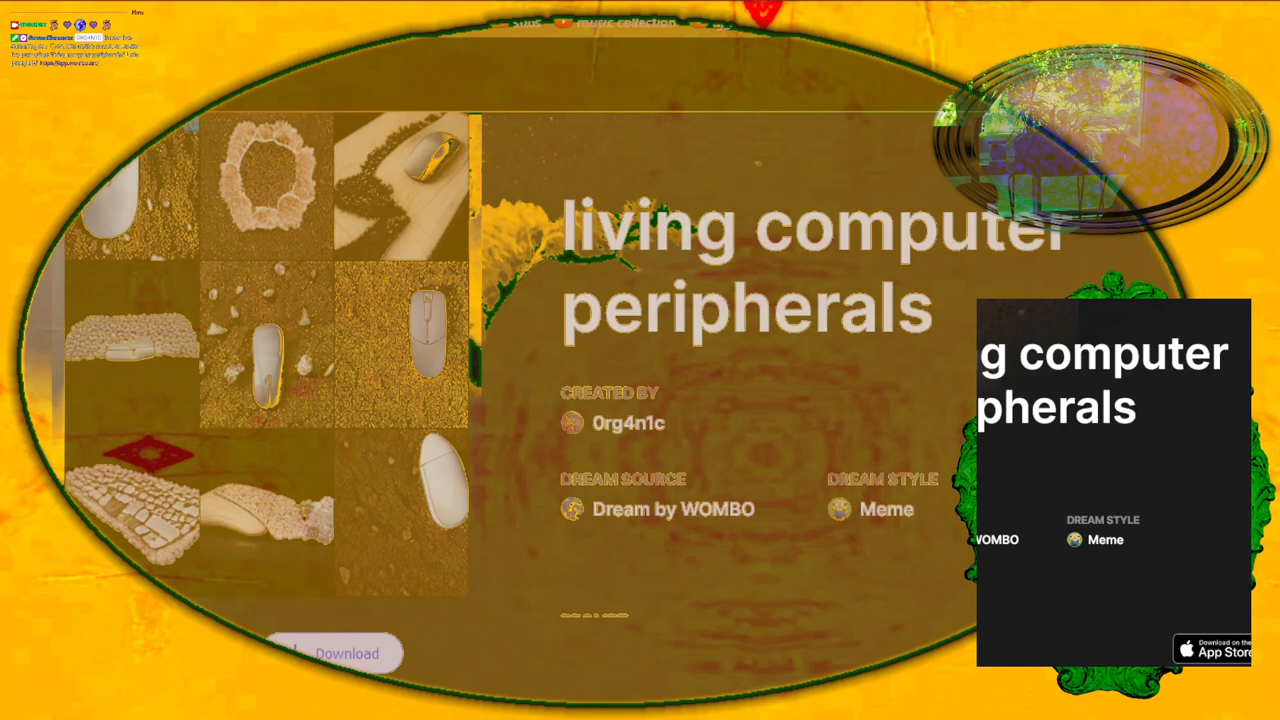 music collection
0RG4N1C
living computer
peripherals
CREATED BY
0rg4n1c
DREAM SOURCE
DREAM STYLE
Dream by WOMBO
Meme
Download
g computer
pherals
DREAM STYLE
WOMBO
Meme
Download on the
App Store